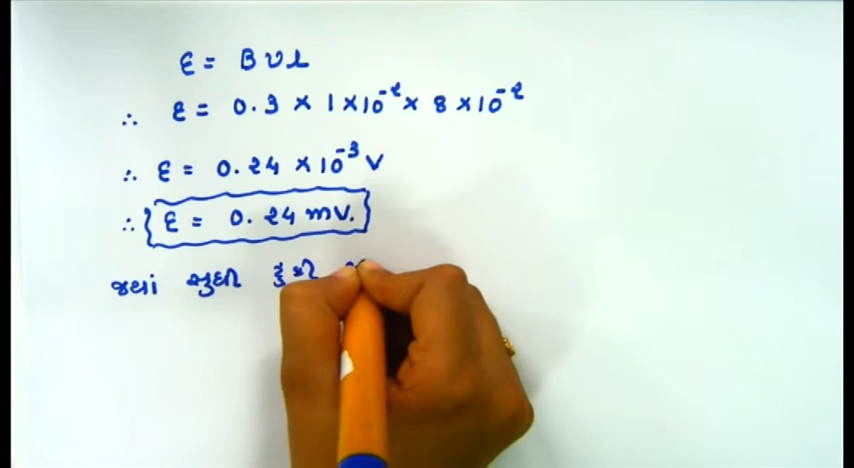 ε = BVL
∴ ε = 0.3 × 1 × 10⁻² × 8 × 10⁻²
∴ ε = 0.24 × 10⁻³ V
∴ ε = 0.24 mV.
જ્યાં સુધી